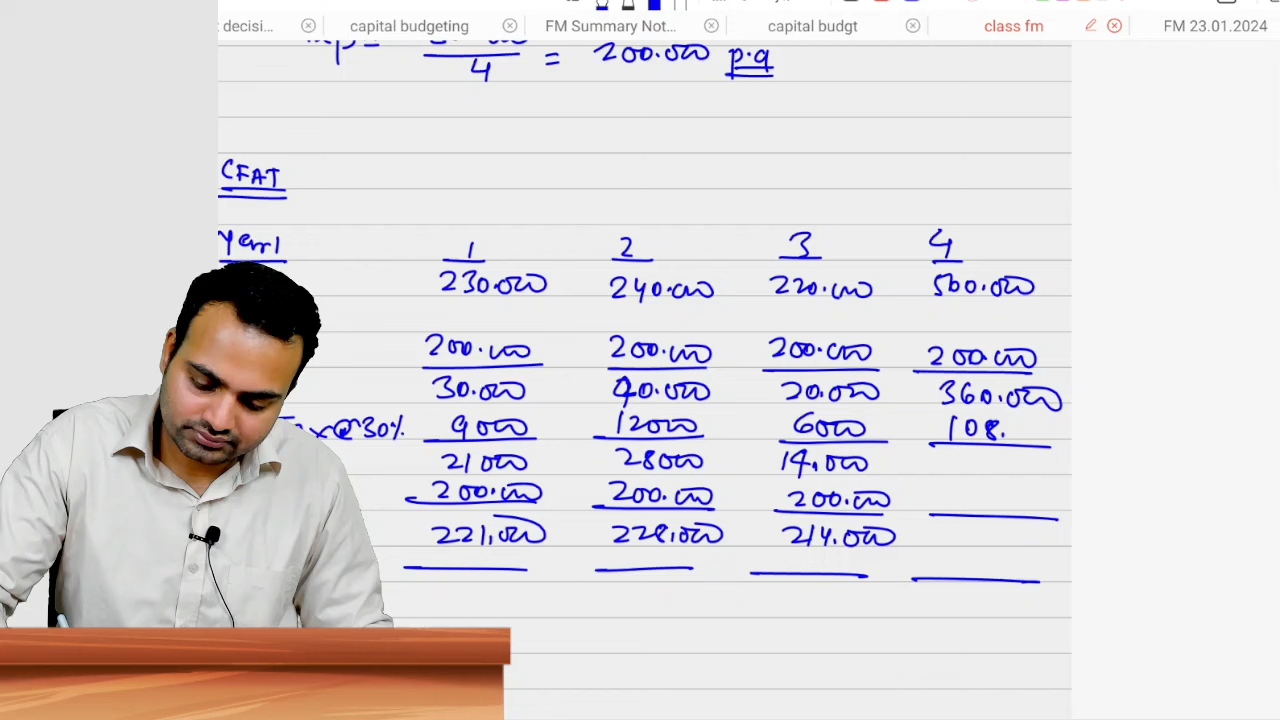 t decisi... capital budgeting FM Summary Not... capital budgt class fm FM 23.01.2024
4 = 200.000 p.a
CFAT
Year 1 2 3 4
230.000 240.000 220.000 560.000
200.000 200.000 200.000 200.000
30.000 40.000 20.000 360.000
@30% 9000 12000 6000 108.
21000 28000 14.000
200.000 200.000 200.000
221,000 228,000 214.000